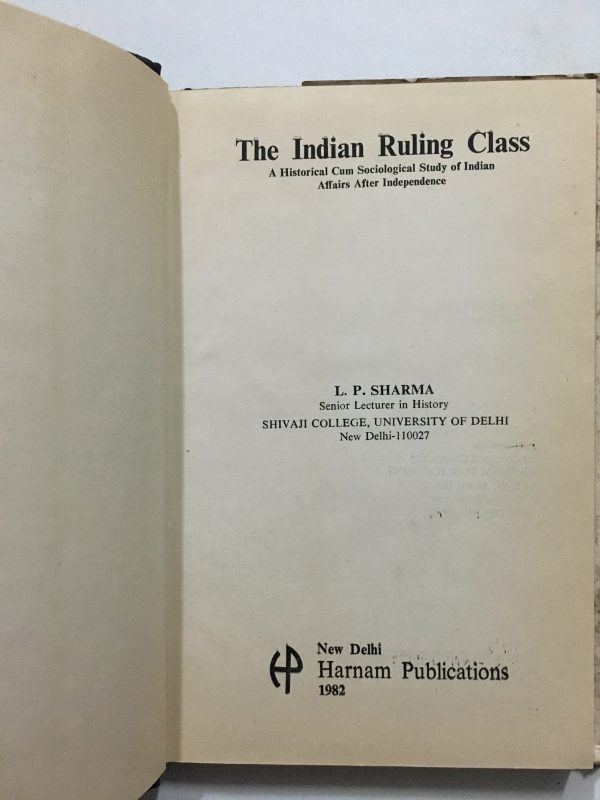 The Indian Ruling Class
A Historical Cum Sociological Study of Indian
Affairs After Independence
L. P. SHARMA
Senior Lecturer in History
SHIVAJI COLLEGE, UNIVERSITY OF DELHI
New Delhi-110027
New Delhi
HP Harnam Publications
1982